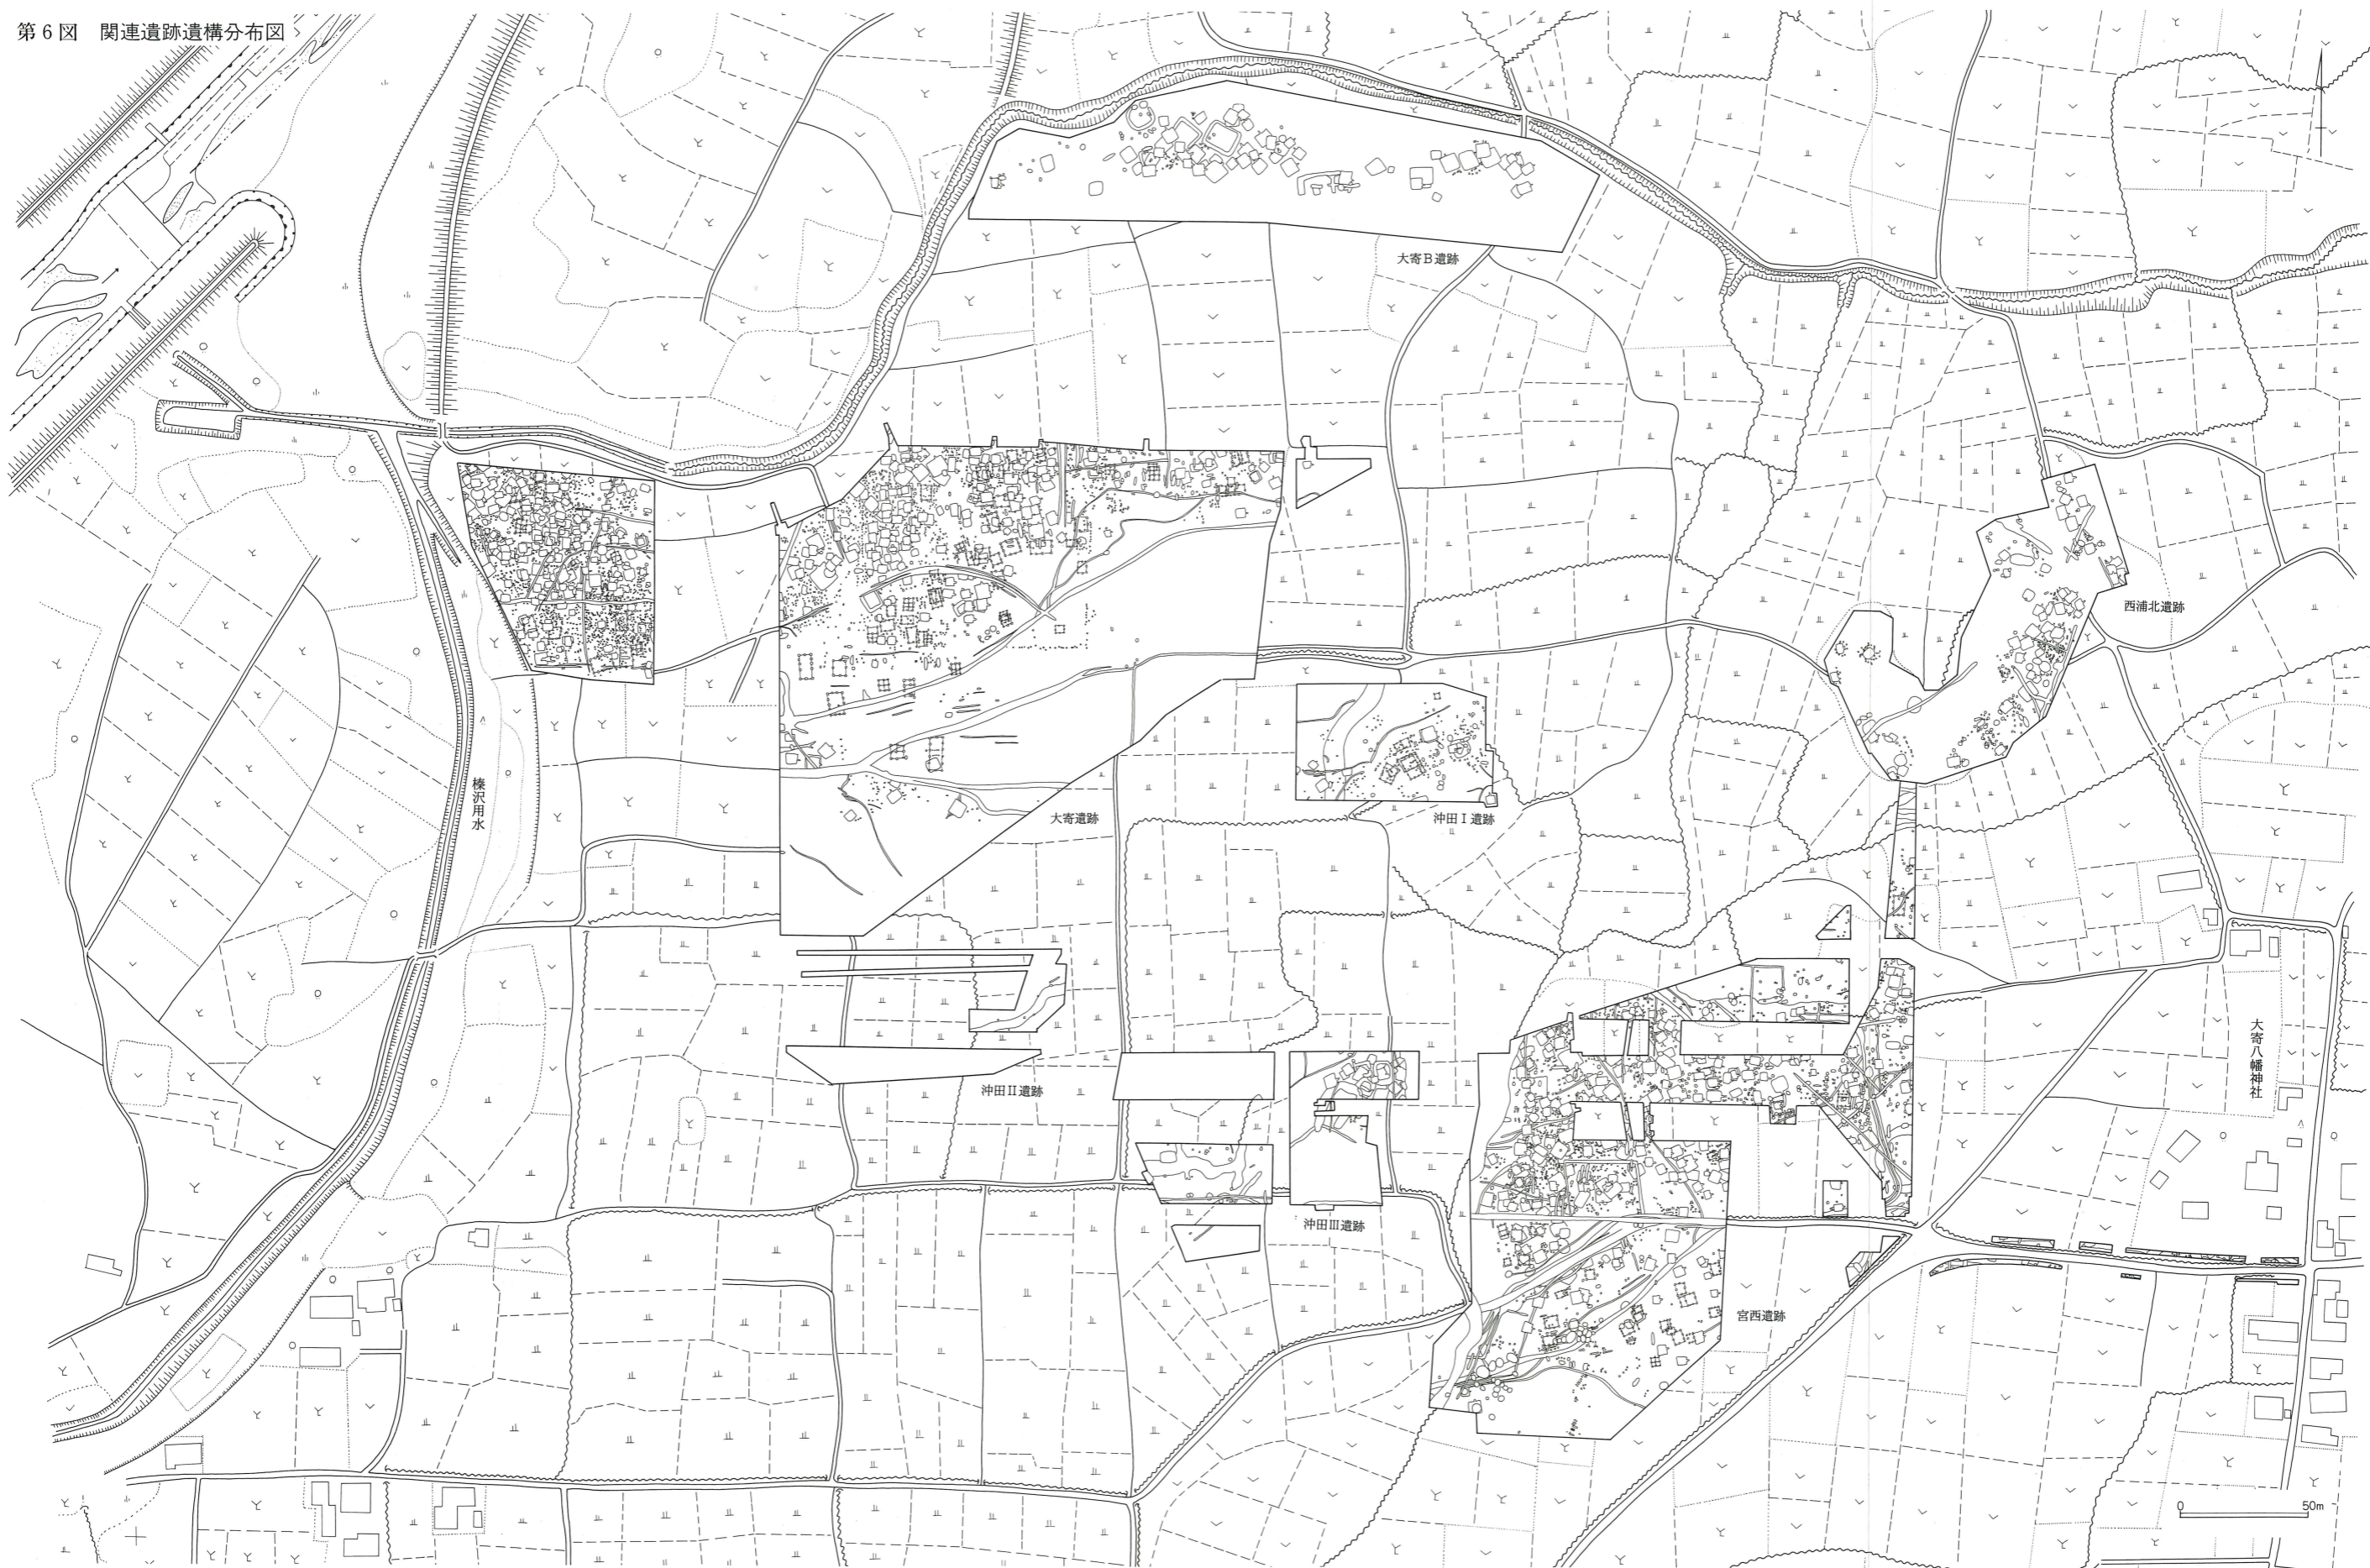 第6図 関連遺跡遺構分布図
大寄B遺跡
西浦北遺跡
榛沢用水
大寄遺跡
沖田Ⅰ遺跡
大寄八幡神社
沖田Ⅱ遺跡
沖田Ⅲ遺跡
宮西遺跡
0 50m